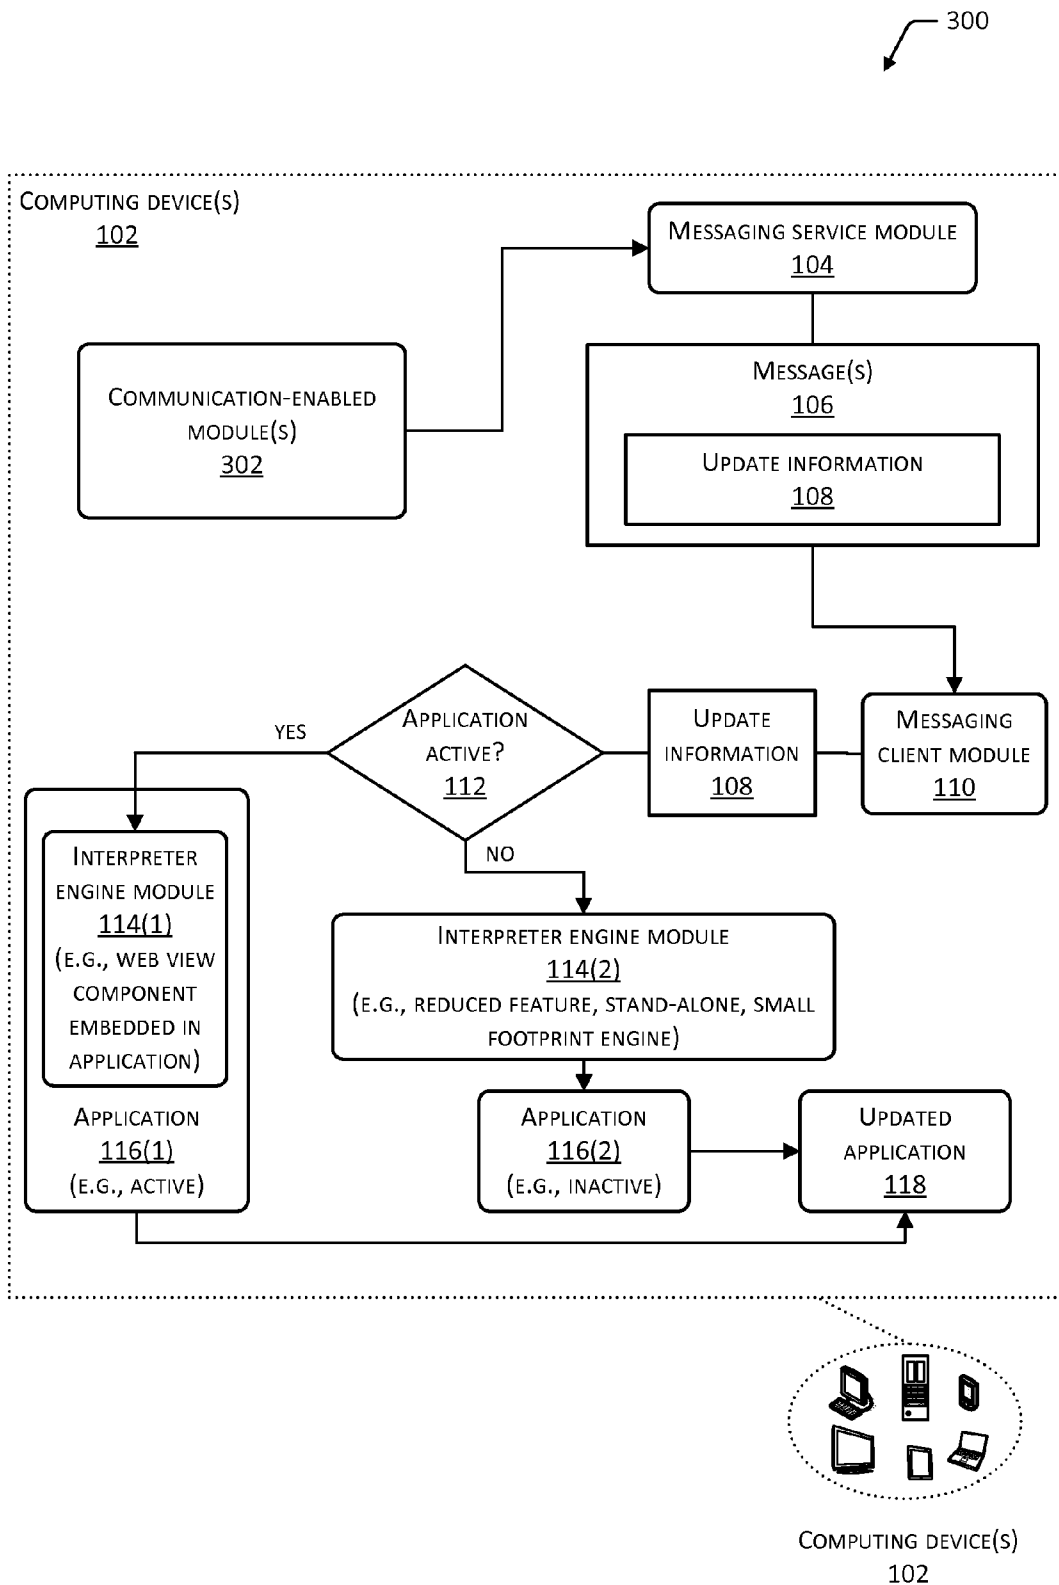 300
COMPUTING DEVICE(S)
102
MESSAGING SERVICE MODULE
104
COMMUNICATION-ENABLED
MODULE(S)
302
MESSAGE(S)
106
UPDATE INFORMATION
108
APPLICATION
ACTIVE?
112
YES
NO
UPDATE
INFORMATION
108
MESSAGING
CLIENT MODULE
110
INTERPRETER
ENGINE MODULE
114(1)
(E.G., WEB VIEW
COMPONENT
EMBEDDED IN
APPLICATION)
APPLICATION
116(1)
(E.G., ACTIVE)
INTERPRETER ENGINE MODULE
114(2)
(E.G., REDUCED FEATURE, STAND-ALONE, SMALL
FOOTPRINT ENGINE)
APPLICATION
116(2)
(E.G., INACTIVE)
UPDATED
APPLICATION
118
COMPUTING DEVICE(S)
102